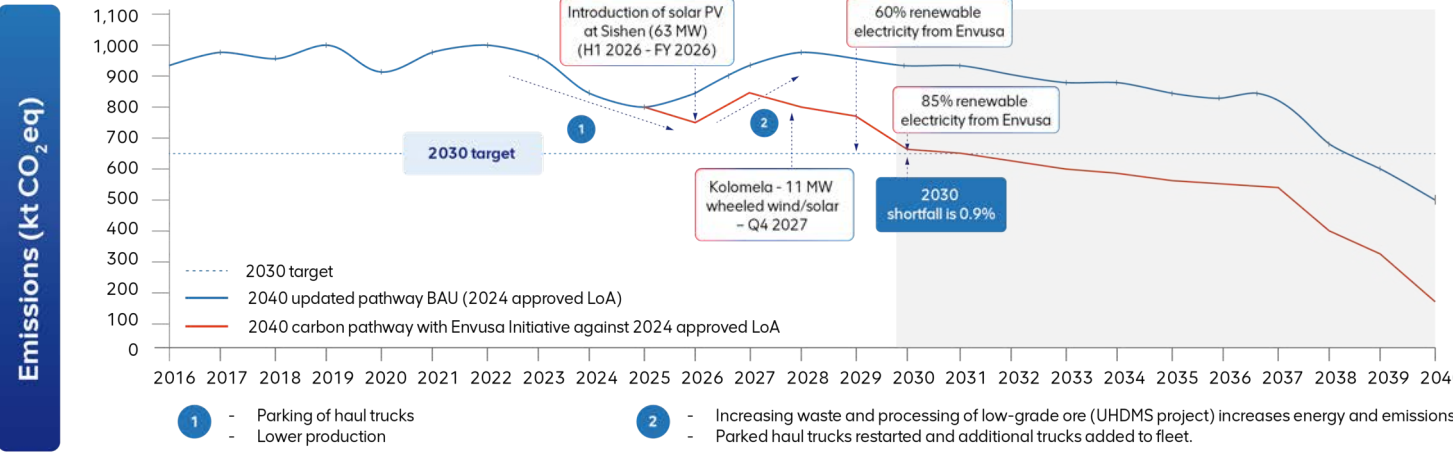 Emissions (kt CO2 eq)
1,100
1,000
900
800
700
600
500
400
300
200
100
0
Introduction of solar PV
at Sishen (63 MW)
(H1 2026 - FY 2026)
60% renewable
electricity from Envusa
85% renewable
electricity from Envusa
1
2
2030 target
Kolomela - 11 MW
wheeled wind/solar
– Q4 2027
2030
shortfall is 0.9%
2030 target
2040 updated pathway BAU (2024 approved LoA)
2040 carbon pathway with Envusa Initiative against 2024 approved LoA
2016 2017 2018 2019 2020 2021 2022 2023 2024 2025 2026 2027 2028 2029 2030 2031 2032 2033 2034 2035 2036 2037 2038 2039 204
1
- Parking of haul trucks
- Lower production
2
- Increasing waste and processing of low-grade ore (UHDMS project) increases energy and emissions
- Parked haul trucks restarted and additional trucks added to fleet.